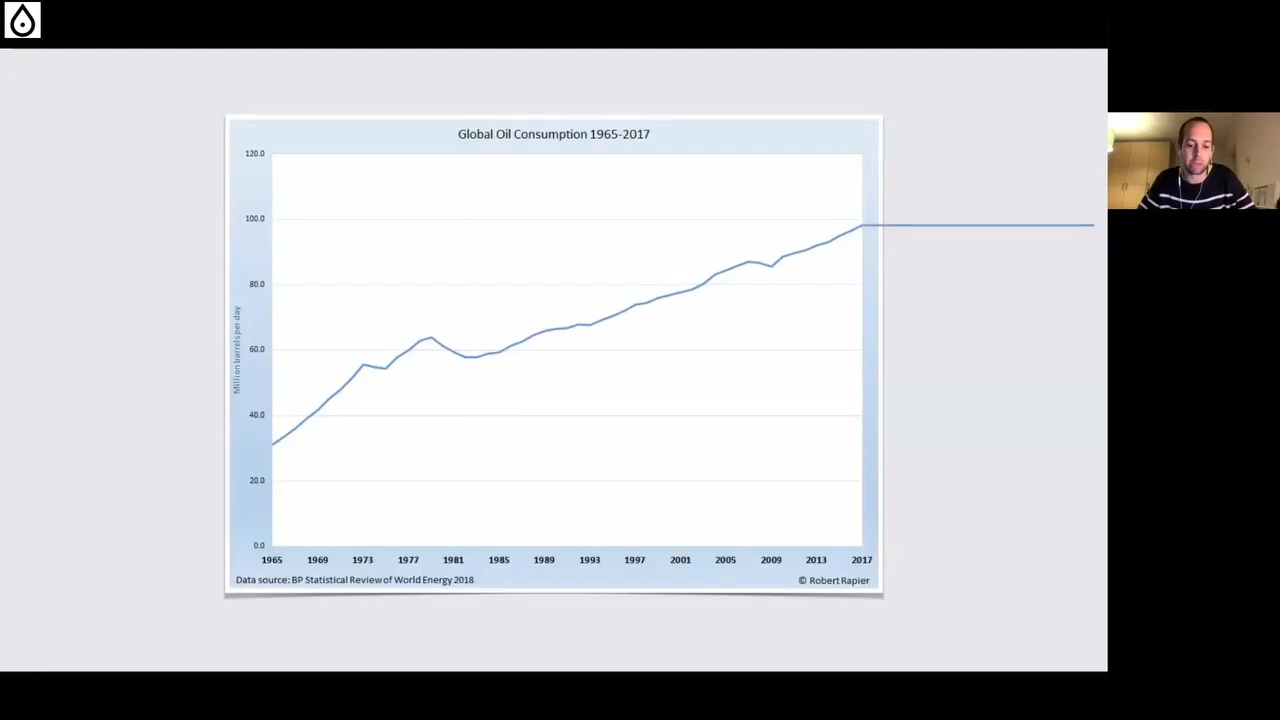 Global Oil Consumption 1965-2017
120.0
100.0
80.0
60.0
40.0
20.0
0.0
Million barrels per day
1965 1969 1973 1977 1981 1985 1989 1993 1997 2001 2005 2009 2013 2017
Data source: BP Statistical Review of World Energy 2018
© Robert Rapier